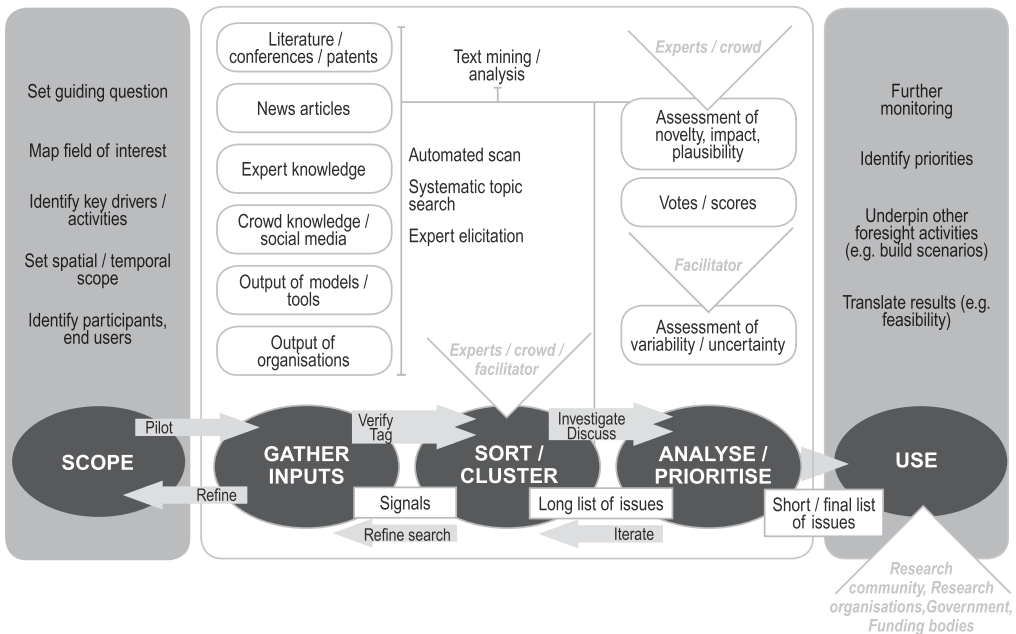 Set guiding question
Map field of interest
Identify key drivers /
activities
Set spatial / temporal
scope
Identify participants,
end users
Literature /
conferences / patents
News articles
Expert knowledge
Crowd knowledge /
social media
Output of models /
tools
Output of
organisations
Text mining /
analysis
Automated scan
Systematic topic
search
Expert elicitation
Experts / crowd
Assessment of
novelty, impact,
plausibility
Votes / scores
Facilitator
Assessment of
variability / uncertainty
Experts / crowd /
facilitator
Further
monitoring
Identify priorities
Underpin other
foresight activities
(e.g. build scenarios)
Translate results (e.g.
feasibility)
SCOPE
Pilot
Refine
GATHER
INPUTS
Verify
Tag
Signals
Refine search
SORT /
CLUSTER
Investigate
Discuss
Long list of issues
Iterate
ANALYSE /
PRIORITISE
Short / final list
of issues
USE
Research
community, Research
organisations,Government,
Funding bodies